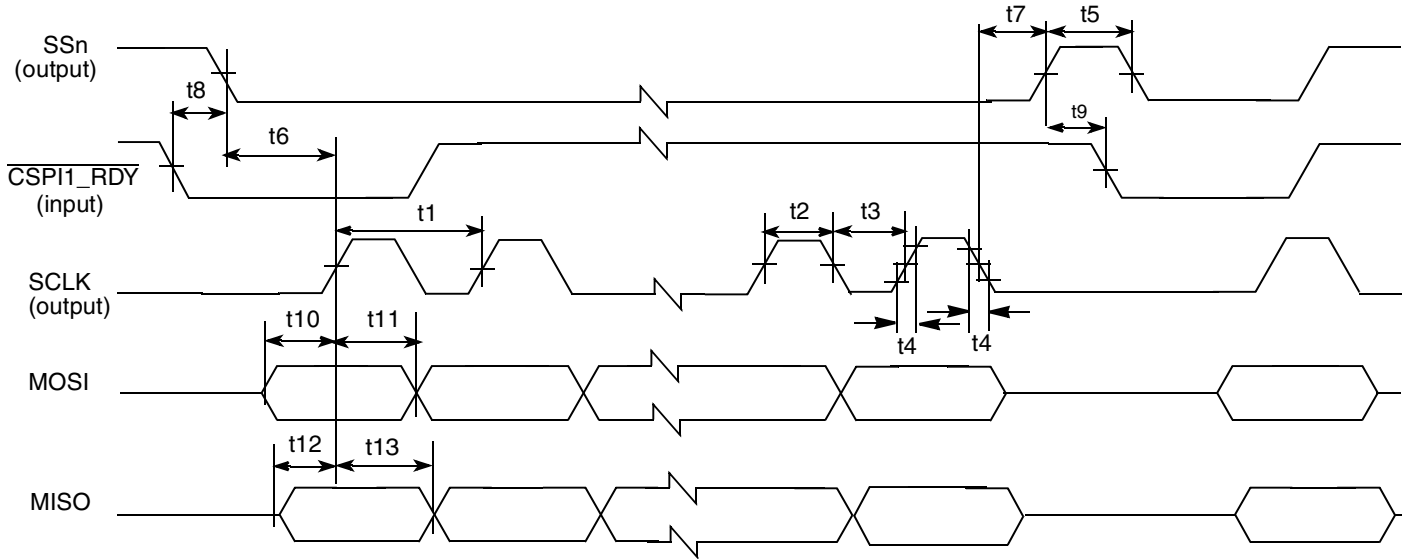 t7
t5
SSn
(output)
t8
t9
t6
CSPI1_RDY
(input)
t1
t2
t3
SCLK
(output)
t10
t11
t4
t4
MOSI
t12
t13
MISO